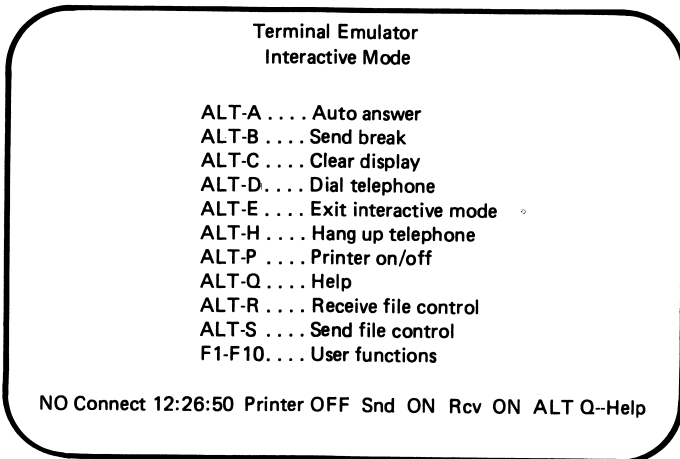 Terminal Emulator
Interactive Mode
ALT-A .... Auto answer
ALT-B .... Send break
ALT-C .... Clear display
ALT-D. ... Dial telephone
ALT-E .... Exit interactive mode
ALT-H .... Hang up telephone
ALT-P .... Printer on/off
ALT-Q .... Help
ALT-R .... Receive file control
ALT-S .... Send file control
F1-F10. ... User functions
NO Connect 12:26:50 Printer OFF Snd ON Rcv ON ALT Q--Help